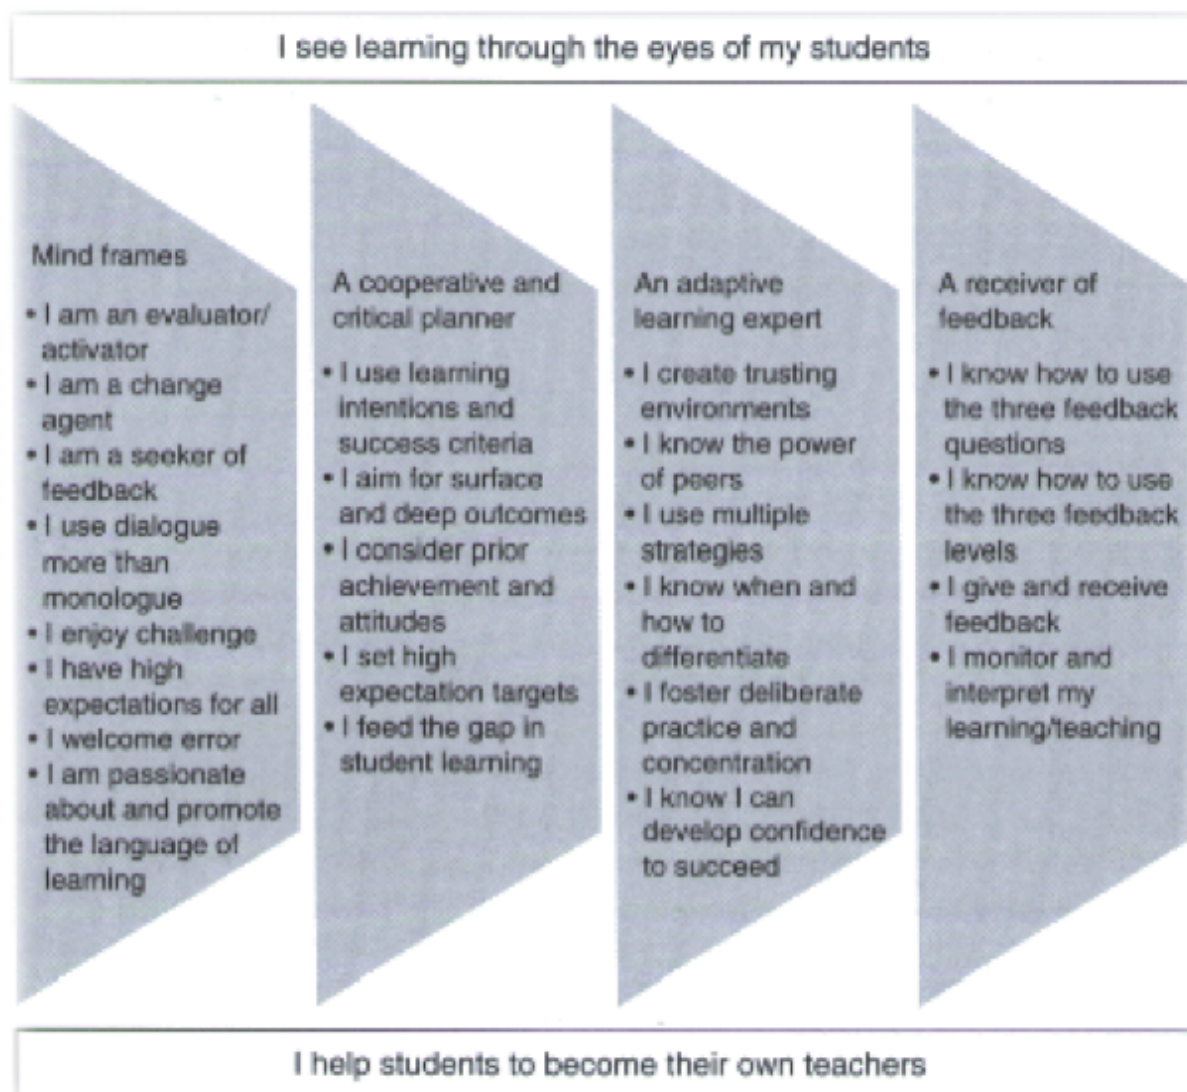 I see learning through the eyes of my students
Mind frames
• I am an evaluator/
activator
• I am a change
agent
• I am a seeker of
feedback
• I use dialogue
more than
monologue
• I enjoy challenge
• I have high
expectations for all
• I welcome error
• I am passionate
about and promote
the language of
learning
A cooperative and
critical planner
• I use learning
intentions and
success criteria
• I aim for surface
and deep outcomes
• I consider prior
achievement and
attitudes
• I set high
expectation targets
• I feed the gap in
student learning
An adaptive
learning expert
• I create trusting
environments
• I know the power
of peers
• I use multiple
strategies
• I know when and
how to
differentiate
• I foster deliberate
practice and
concentration
• I know I can
develop confidence
to succeed
A receiver of
feedback
• I know how to use
the three feedback
questions
• I know how to use
the three feedback
levels
• I give and receive
feedback
• I monitor and
interpret my
learning/teaching
I help students to become their own teachers